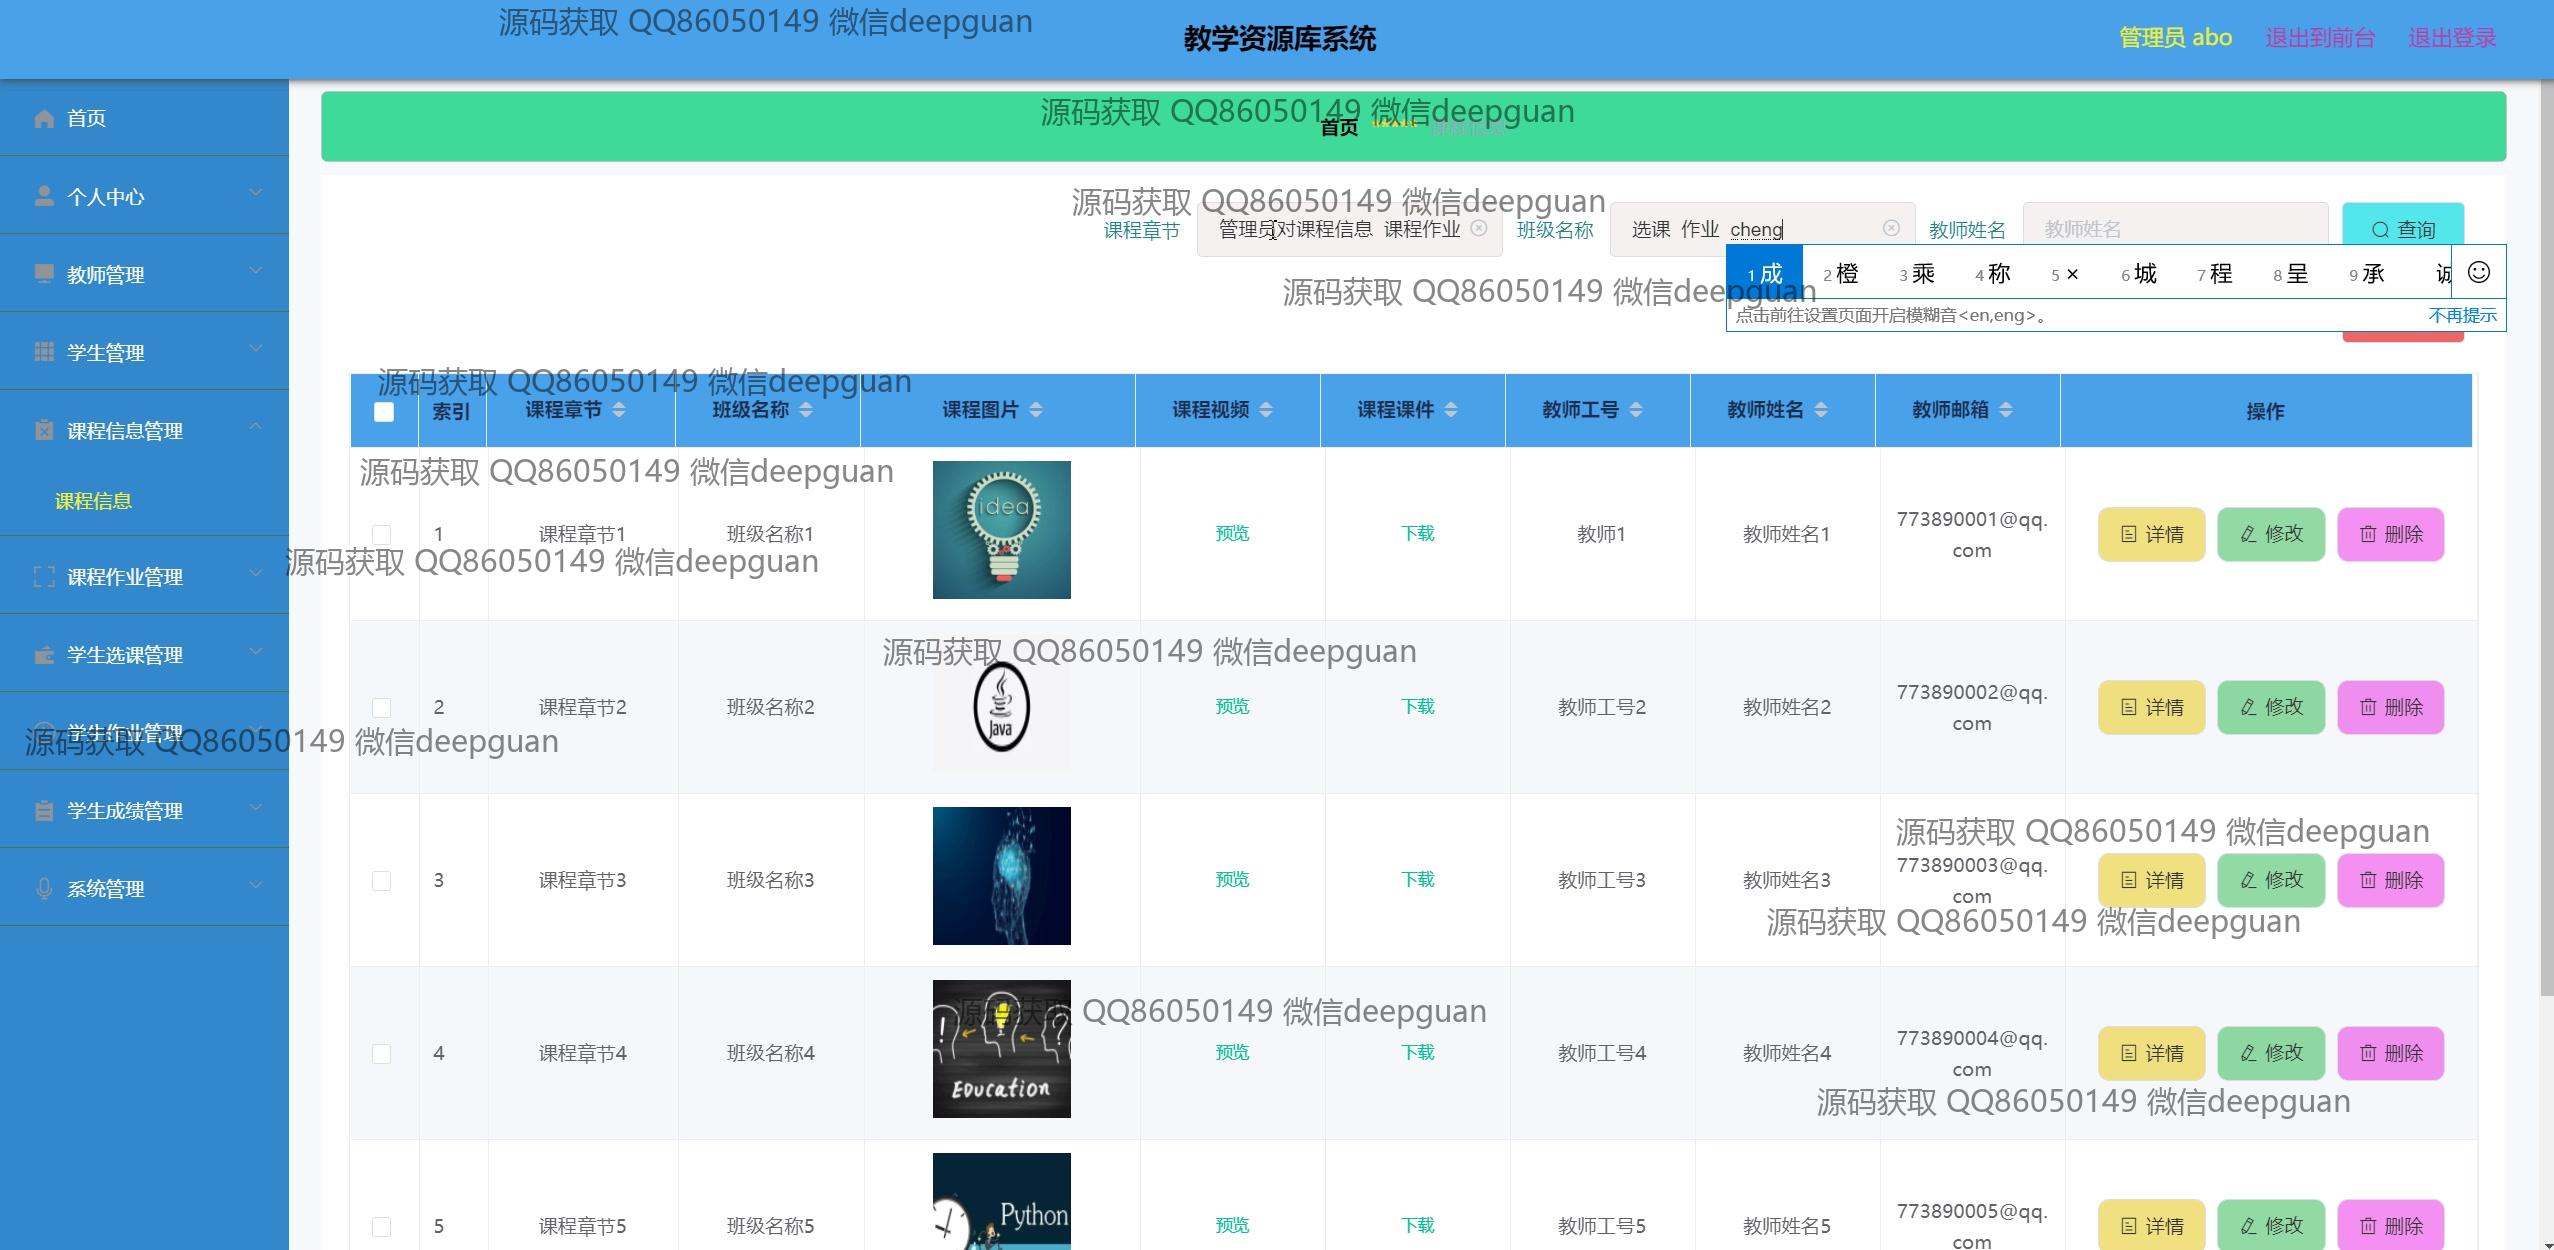 源码获取 QQ86050149 微信deepguan
教学资源库系统
管理员 abo 退出到前台 退出登录
首页
源码获取 QQ86050149 微信deepguan
首页 ***** 课程信息
个人中心
源码获取 QQ86050149 微信deepguan
课程章节 管理员对课程信息 课程作业 班级名称 选课 作业 cheng 教师姓名 教师姓名 查询
教师管理
1 成 2 橙 3 乘 4 称 5 × 6 城 7 程 8 呈 9 承 诚
源码获取 QQ86050149 微信deepguan
点击前往设置页面开启模糊音<en,eng>。 不再提示
学生管理
源码获取 QQ86050149 微信deepguan
索引 课程章节 班级名称 课程图片 课程视频 课程课件 教师工号 教师姓名 教师邮箱 操作
课程信息管理
源码获取 QQ86050149 微信deepguan
课程信息
idea
1 课程章节1 班级名称1 预览 下载 教师1 教师姓名1 773890001@qq.com 详情 修改 删除
源码获取 QQ86050149 微信deepguan
课程作业管理
学生选课管理
源码获取 QQ86050149 微信deepguan
2 课程章节2 班级名称2 Java 预览 下载 教师工号2 教师姓名2 773890002@qq.com 详情 修改 删除
学生作业管理
源码获取 QQ86050149 微信deepguan
学生成绩管理
源码获取 QQ86050149 微信deepguan
3 课程章节3 班级名称3 预览 下载 教师工号3 教师姓名3 773890003@qq.com 详情 修改 删除
系统管理
源码获取 QQ86050149 微信deepguan
源码获取 QQ86050149 微信deepguan
4 课程章节4 班级名称4 预览 下载 教师工号4 教师姓名4 773890004@qq.com 详情 修改 删除
EDUCATION
源码获取 QQ86050149 微信deepguan
Python
5 课程章节5 班级名称5 预览 下载 教师工号5 教师姓名5 773890005@qq.com 详情 修改 删除